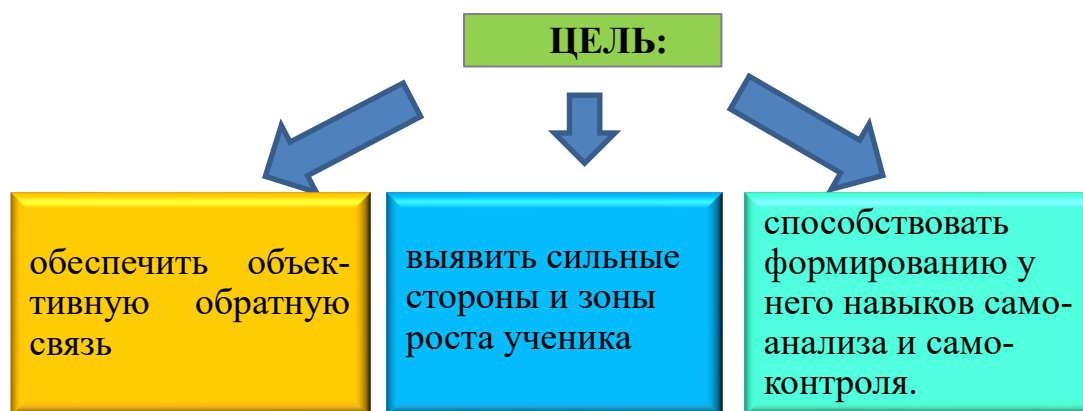 ЦЕЛЬ:
обеспечить объек-
тивную обратную
связь
выявить сильные
стороны и зоны
роста ученика
способствовать
формированию у
него навыков само-
анализа и само-
контроля.